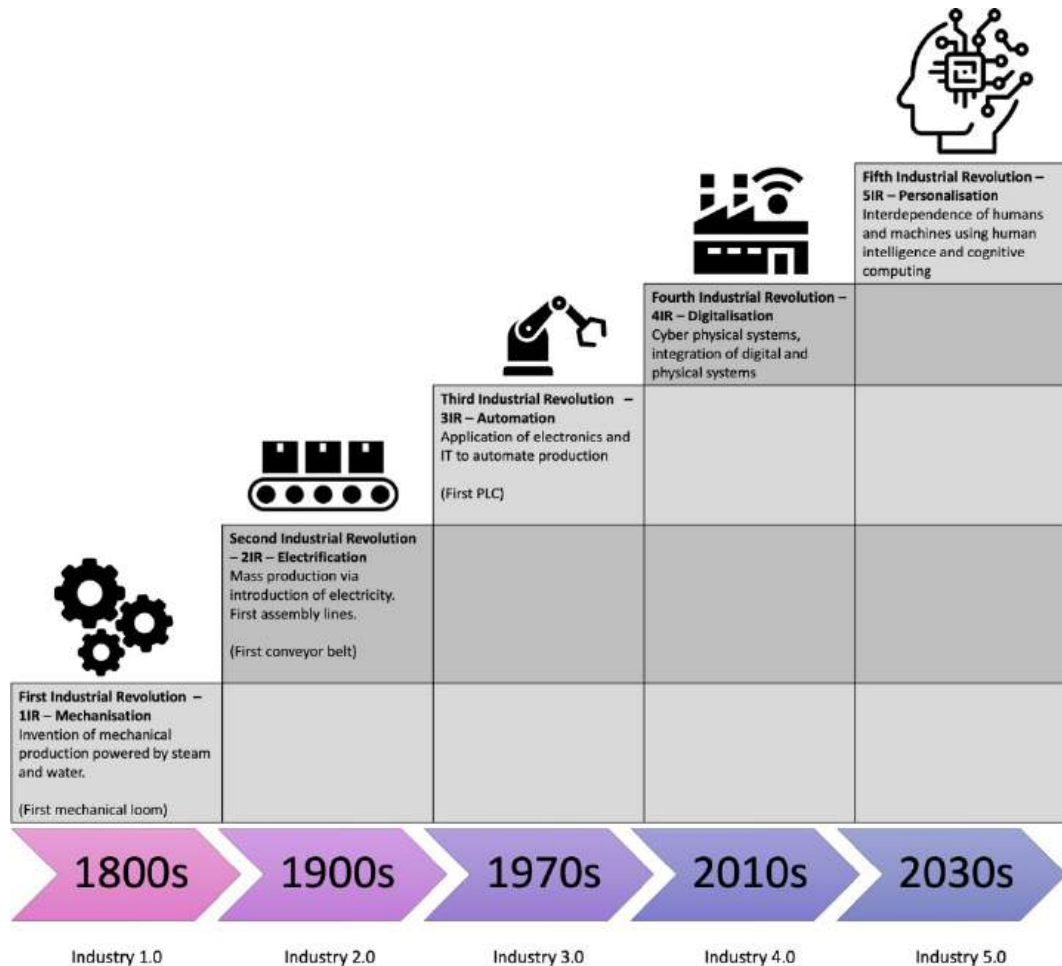 Fifth Industrial Revolution –
5IR – Personalisation
Interdependence of humans
and machines using human
intelligence and cognitive
computing
Fourth Industrial Revolution –
4IR – Digitalisation
Cyber physical systems,
integration of digital and
physical systems
Third Industrial Revolution –
3IR – Automation
Application of electronics and
IT to automate production
(First PLC)
Second Industrial Revolution
– 2IR – Electrification
Mass production via
introduction of electricity.
First assembly lines.
(First conveyor belt)
First Industrial Revolution –
1IR – Mechanisation
Invention of mechanical
production powered by steam
and water.
(First mechanical loom)
1800s
1900s
1970s
2010s
2030s
Industry 1.0
Industry 2.0
Industry 3.0
Industry 4.0
Industry 5.0